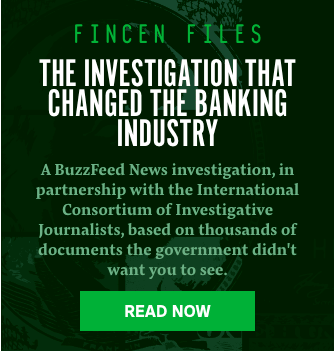 FINCEN FILES
THE INVESTIGATION THAT
CHANGED THE BANKING
INDUSTRY
A BuzzFeed News investigation, in
partnership with the International
Consortium of Investigative
Journalists, based on thousands of
documents the government didn't
want you to see.
READ NOW